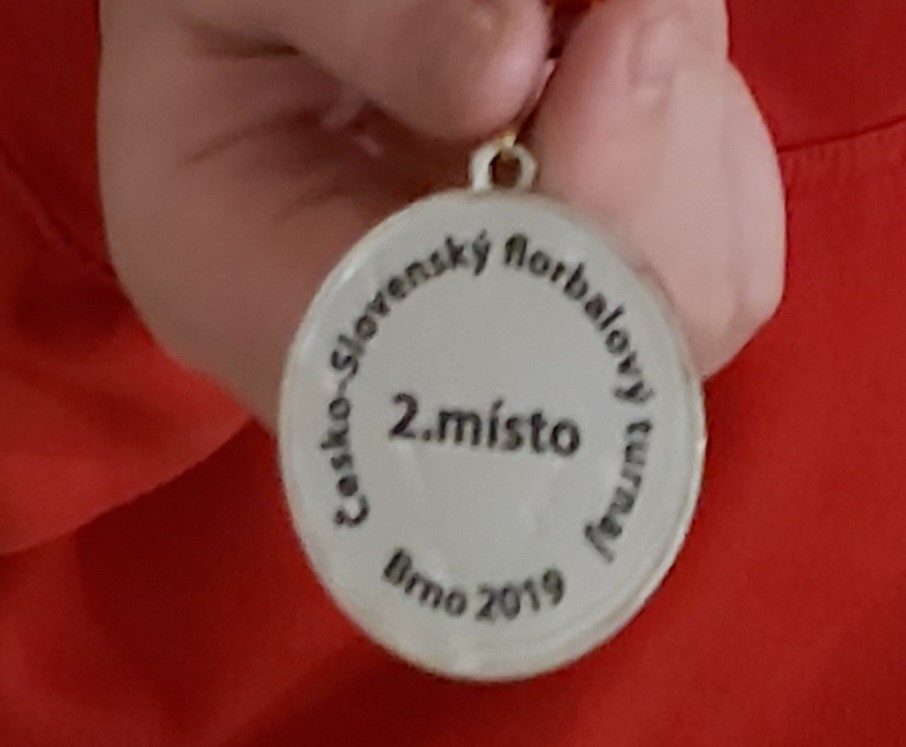 Česko-Slovenský florbalový turnaj
2.místo
Brno 2019